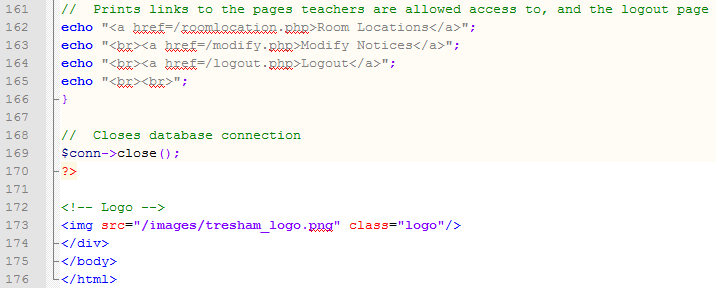 161 //  Prints links to the pages teachers are allowed access to, and the logout page
162 echo "<a href=/roomlocation.php>Room Locations</a>";
163 echo "<br><a href=/modify.php>Modify Notices</a>";
164 echo "<br><a href=/logout.php>Logout</a>";
165 echo "<br><br>";
166 }
167
168 //  Closes database connection
169 $conn->close();
170 ?>
171
172 <!-- Logo -->
173 <img src="/images/tresham_logo.png" class="logo"/>
174 </div>
175 </body>
176 </html>